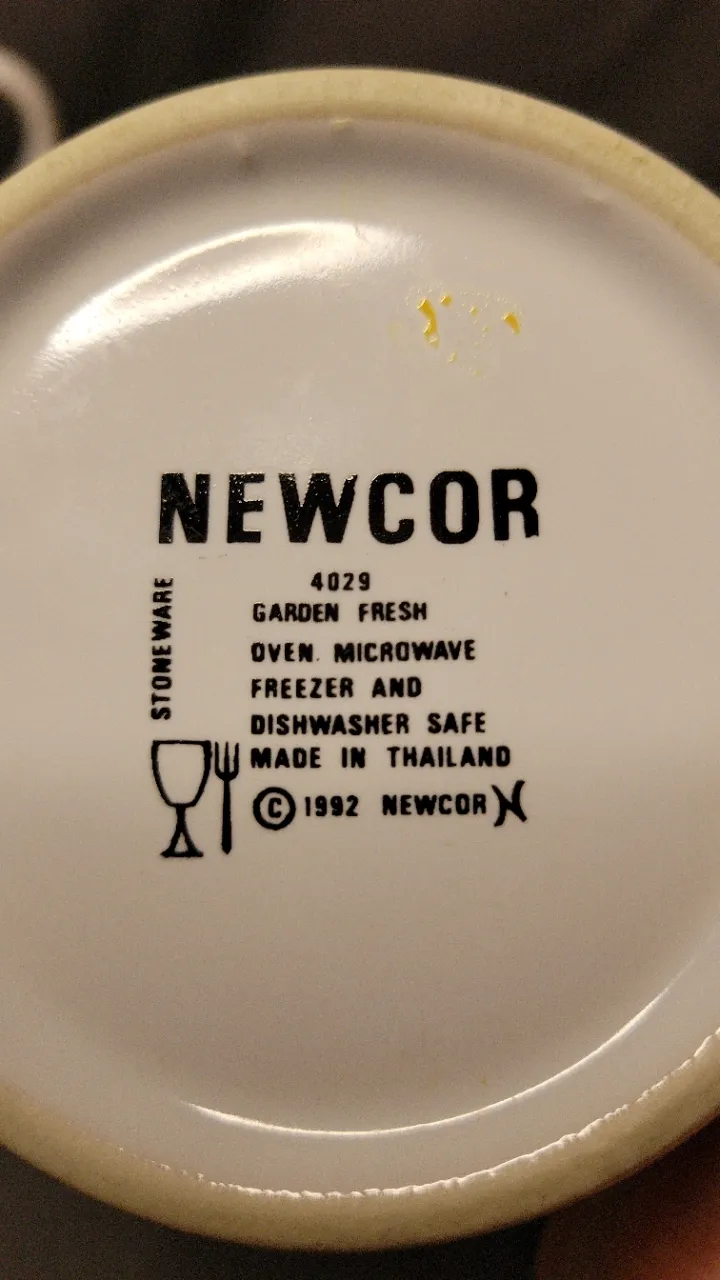 NEWCOR
STONEWARE
4029
GARDEN FRESH
OVEN. MICROWAVE
FREEZER AND
DISHWASHER SAFE
MADE IN THAILAND
© 1992 NEWCOR N